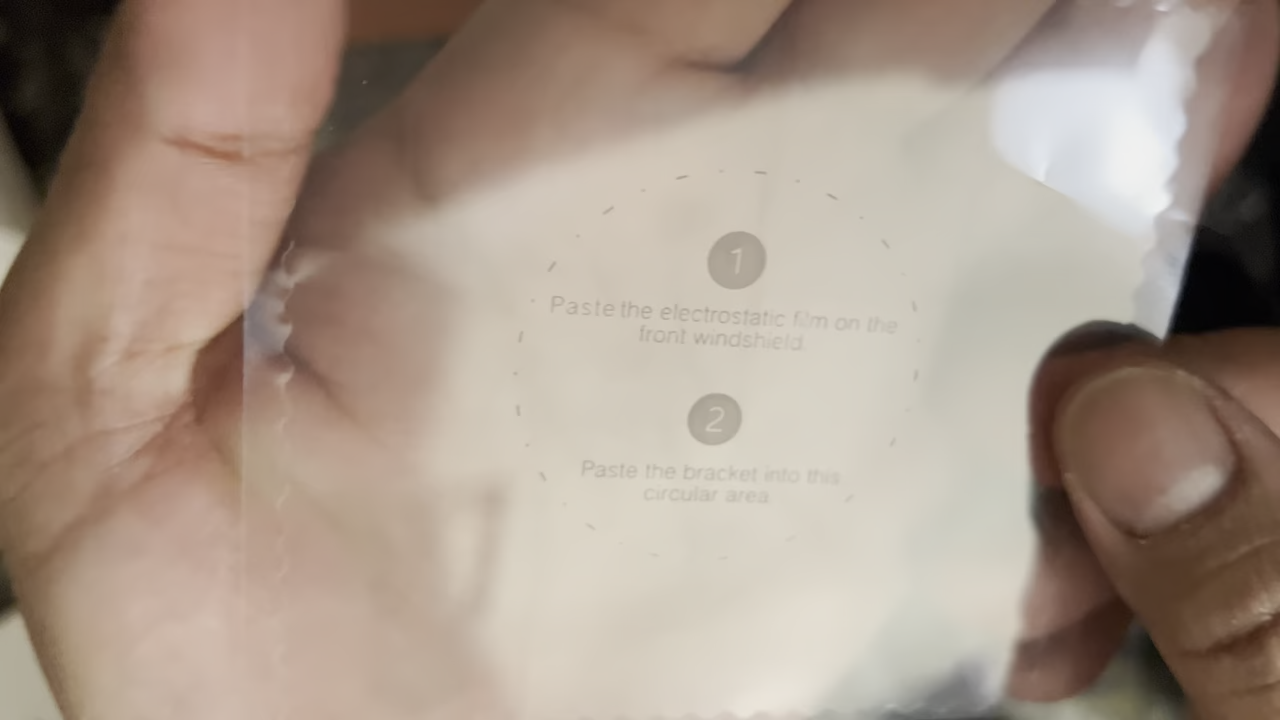 1
Paste the electrostatic film on the
front windshield
2
Paste the bracket into this
circular area